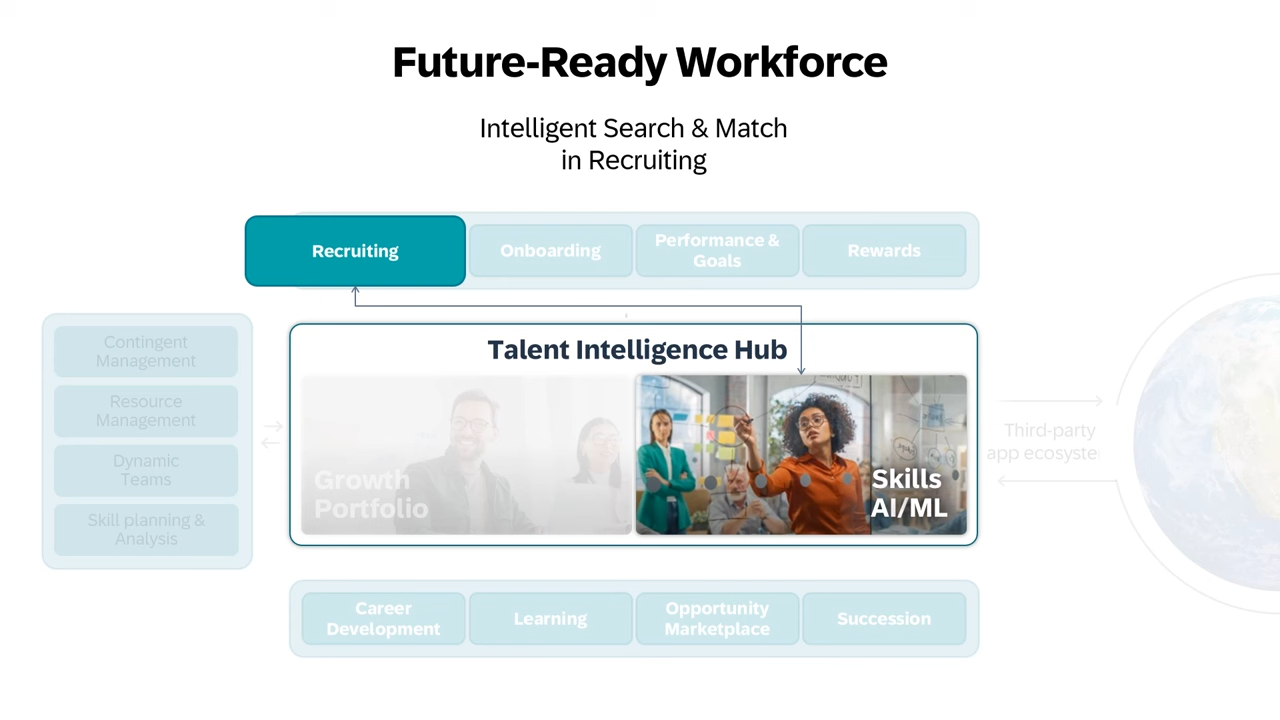 Future-Ready Workforce
Intelligent Search & Match
in Recruiting
Recruiting
Onboarding
Performance &
Goals
Rewards
Contingent
Management
Resource
Management
Dynamic
Teams
Skill planning &
Analysis
Talent Intelligence Hub
Growth
Portfolio
Skills
AI/ML
Third-party
app ecosyste
Career
Development
Learning
Opportunity
Marketplace
Succession